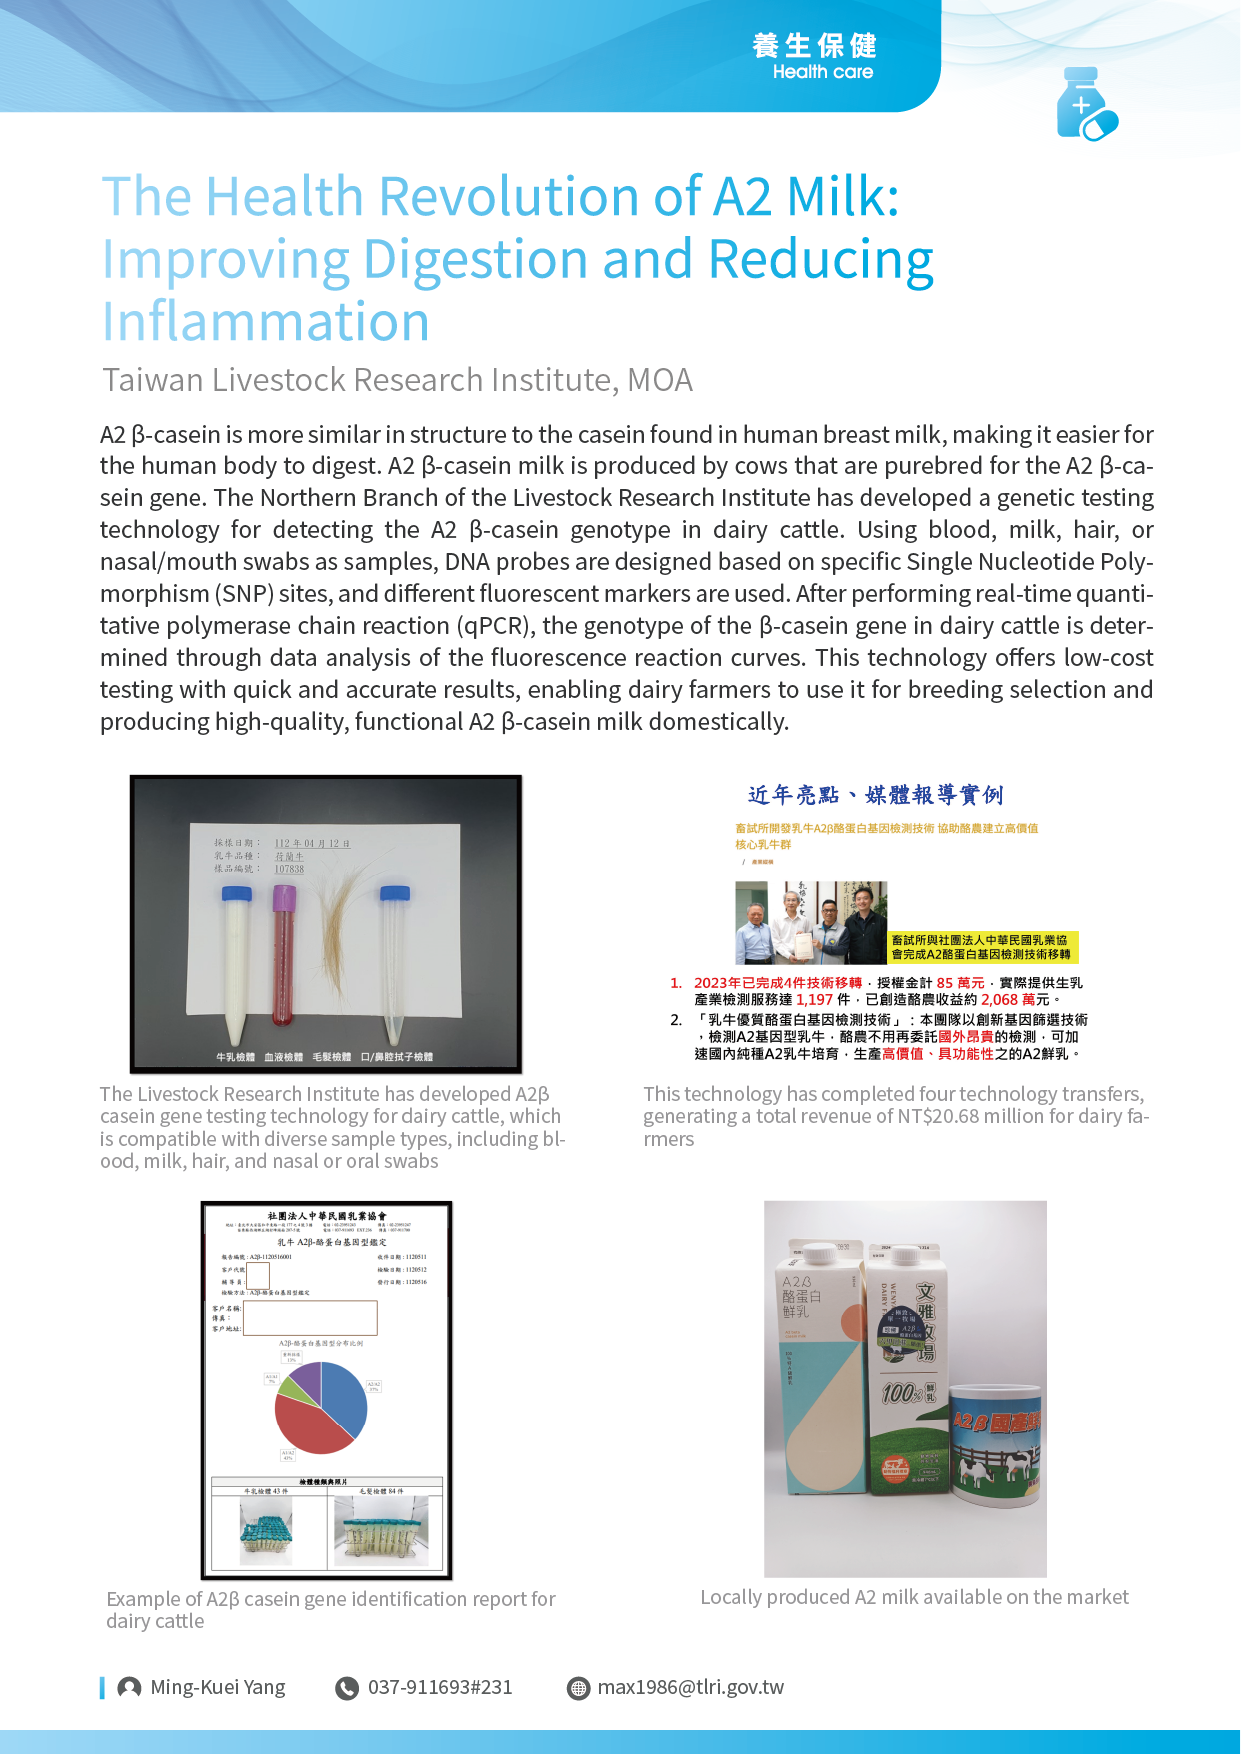 養生保健
Health care
The Health Revolution of A2 Milk:
Improving Digestion and Reducing
Inflammation
Taiwan Livestock Research Institute, MOA
A2 β-casein is more similar in structure to the casein found in human breast milk, making it easier for
the human body to digest. A2 β-casein milk is produced by cows that are purebred for the A2 β-ca-
sein gene. The Northern Branch of the Livestock Research Institute has developed a genetic testing
technology for detecting the A2 β-casein genotype in dairy cattle. Using blood, milk, hair, or
nasal/mouth swabs as samples, DNA probes are designed based on specific Single Nucleotide Poly-
morphism (SNP) sites, and different fluorescent markers are used. After performing real-time quanti-
tative polymerase chain reaction (qPCR), the genotype of the β-casein gene in dairy cattle is deter-
mined through data analysis of the fluorescence reaction curves. This technology offers low-cost
testing with quick and accurate results, enabling dairy farmers to use it for breeding selection and
producing high-quality, functional A2 β-casein milk domestically.
採樣日期： 112 年 04 月 12 日
乳牛品種： 荷蘭牛
樣品編號： 107838
牛乳檢體 血液檢體 毛髮檢體 口/鼻腔拭子檢體
The Livestock Research Institute has developed A2β
casein gene testing technology for dairy cattle, which
is compatible with diverse sample types, including bl-
ood, milk, hair, and nasal or oral swabs
近年亮點、媒體報導實例
畜試所開發乳牛A2β酪蛋白基因檢測技術 協助酪農建立高價值
核心乳牛群
/ 產業綜橫
畜試所與社團法人中華民國乳業協
會完成A2酪蛋白基因檢測技術移轉
1. 2023年已完成4件技術移轉，授權金計 85 萬元，實際提供生乳
產業檢測服務達 1,197 件，已創造酪農收益約 2,068 萬元。
2. 「乳牛優質酪蛋白基因檢測技術」：本團隊以創新基因篩選技術
，檢測A2基因型乳牛，酪農不用再委託國外昂貴的檢測，可加
速國內純種A2乳牛培育，生產高價值、具功能性之的A2鮮乳。
This technology has completed four technology transfers,
generating a total revenue of NT$20.68 million for dairy fa-
rmers
社團法人中華民國乳業協會
乳牛 A2β-酪蛋白基因型鑑定
報告編號：A2β-1120516001
收件日期：1120511
客戶代號
檢驗日期：1120512
輔導員：
發行日期：1120516
檢驗方法：A2β-酪蛋白基因型鑑定
客戶名稱：
傳真：
客戶地址：
A2β-酪蛋白基因型分布比例
A1/A1
A2/A2
37%
A1/A2
43%
檢體種類與照片
牛乳檢體 43 件
毛髮檢體 84 件
Example of A2β casein gene identification report for
dairy cattle
A2β
酪蛋白
鮮乳
文雅牧場
A2β
100% 鮮乳
A2β 國產
Locally produced A2 milk available on the market
Ming-Kuei Yang
037-911693#231
max1986@tlri.gov.tw